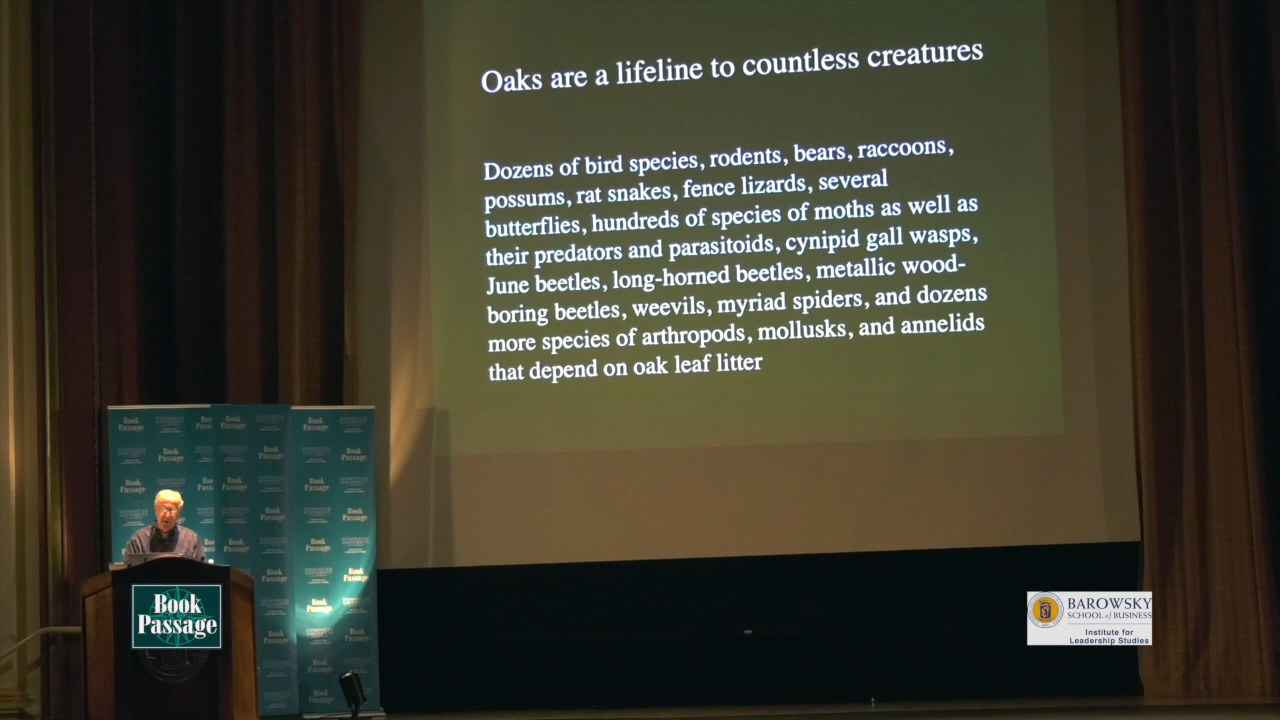 Oaks are a lifeline to countless creatures
Dozens of bird species, rodents, bears, raccoons,
possums, rat snakes, fence lizards, several
butterflies, hundreds of species of moths as well as
their predators and parasitoids, cynipid gall wasps,
June beetles, long-horned beetles, metallic wood-
boring beetles, weevils, myriad spiders, and dozens
more species of arthropods, mollusks, and annelids
that depend on oak leaf litter
Book
Passage
Book
Passage
BAROWSKY
SCHOOL of BUSINESS
Institute for
Leadership Studies